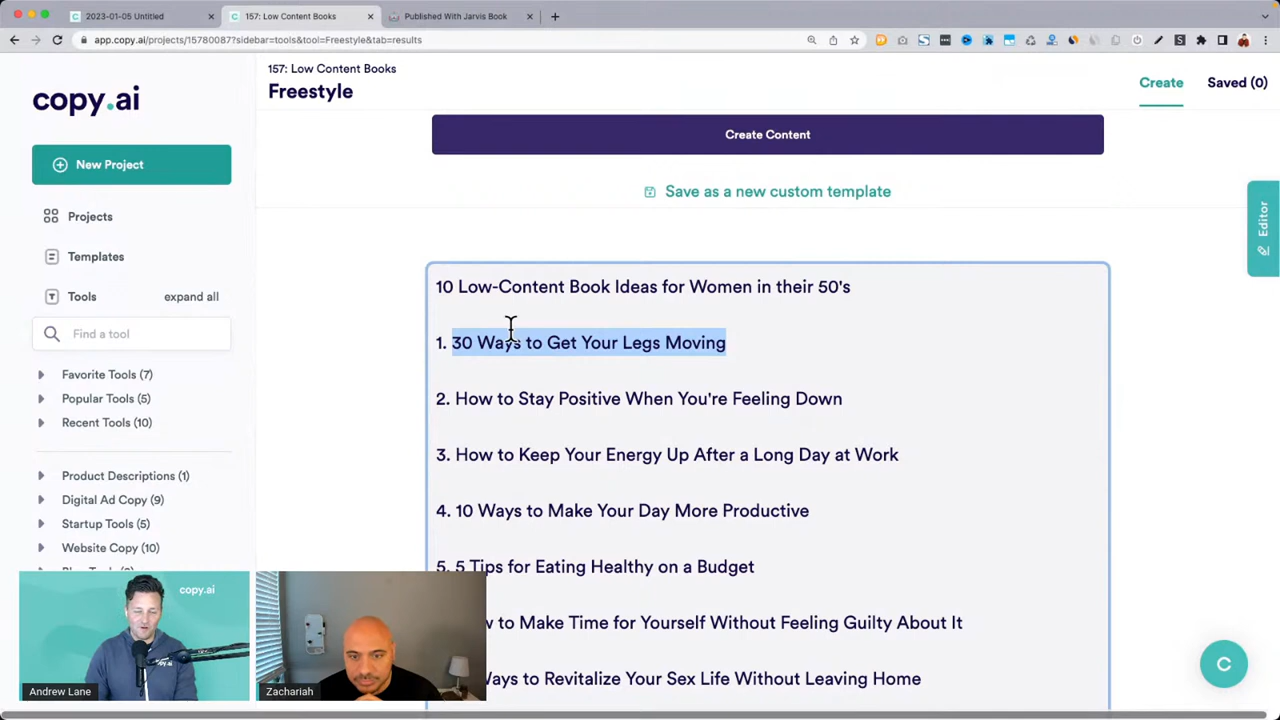 2023-01-05 Untitled
157: Low Content Books
Published With Jarvis Book
app.copy.ai/projects/15780087?sidebar=tools&tool=Freestyle&tab=results
copy.ai
157: Low Content Books
Freestyle
Create
Saved (0)
New Project
Create Content
Save as a new custom template
Projects
Templates
Tools
expand all
Find a tool
Editor
Favorite Tools (7)
Popular Tools (5)
Recent Tools (10)
Product Descriptions (1)
Digital Ad Copy (9)
Startup Tools (5)
Website Copy (10)
10 Low-Content Book Ideas for Women in their 50's
1. 30 Ways to Get Your Legs Moving
2. How to Stay Positive When You're Feeling Down
3. How to Keep Your Energy Up After a Long Day at Work
4. 10 Ways to Make Your Day More Productive
5. 5 Tips for Eating Healthy on a Budget
to Make Time for Yourself Without Feeling Guilty About It
Ways to Revitalize Your Sex Life Without Leaving Home
copy.ai
copy.ai
Andrew Lane
Zachariah
C